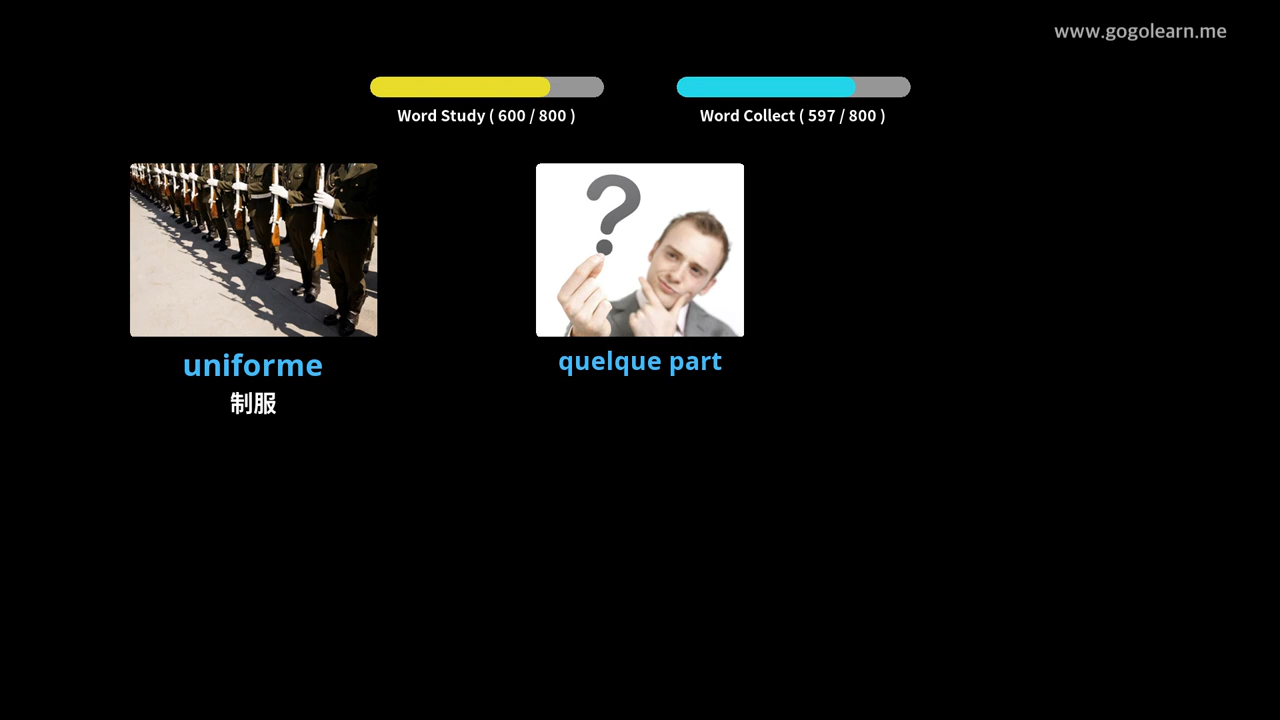 www.gogolearn.me
Word Study ( 600 / 800 )
Word Collect ( 597 / 800 )
uniforme
制服
quelque part